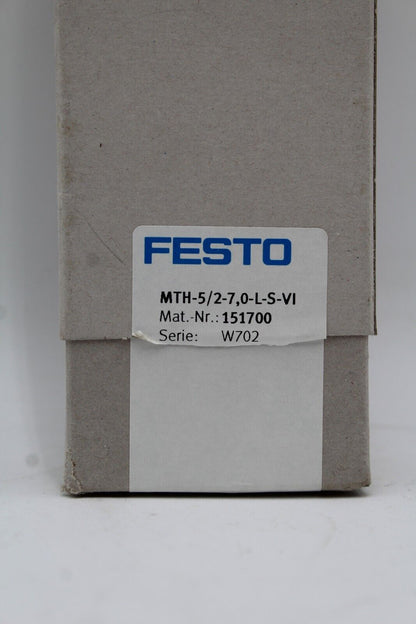 FESTO
MTH-5/2-7,0-L-S-VI
Mat.-Nr.: 151700
Serie: W702